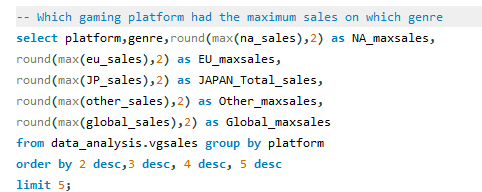 -- Which gaming platform had the maximum sales on which genre
select platform,genre,round(max(na_sales),2) as NA_maxsales,
round(max(eu_sales),2) as EU_maxsales,
round(max(JP_sales),2) as JAPAN_Total_sales,
round(max(other_sales),2) as Other_maxsales,
round(max(global_sales),2) as Global_maxsales
from data_analysis.vgsales group by platform
order by 2 desc,3 desc, 4 desc, 5 desc
limit 5;